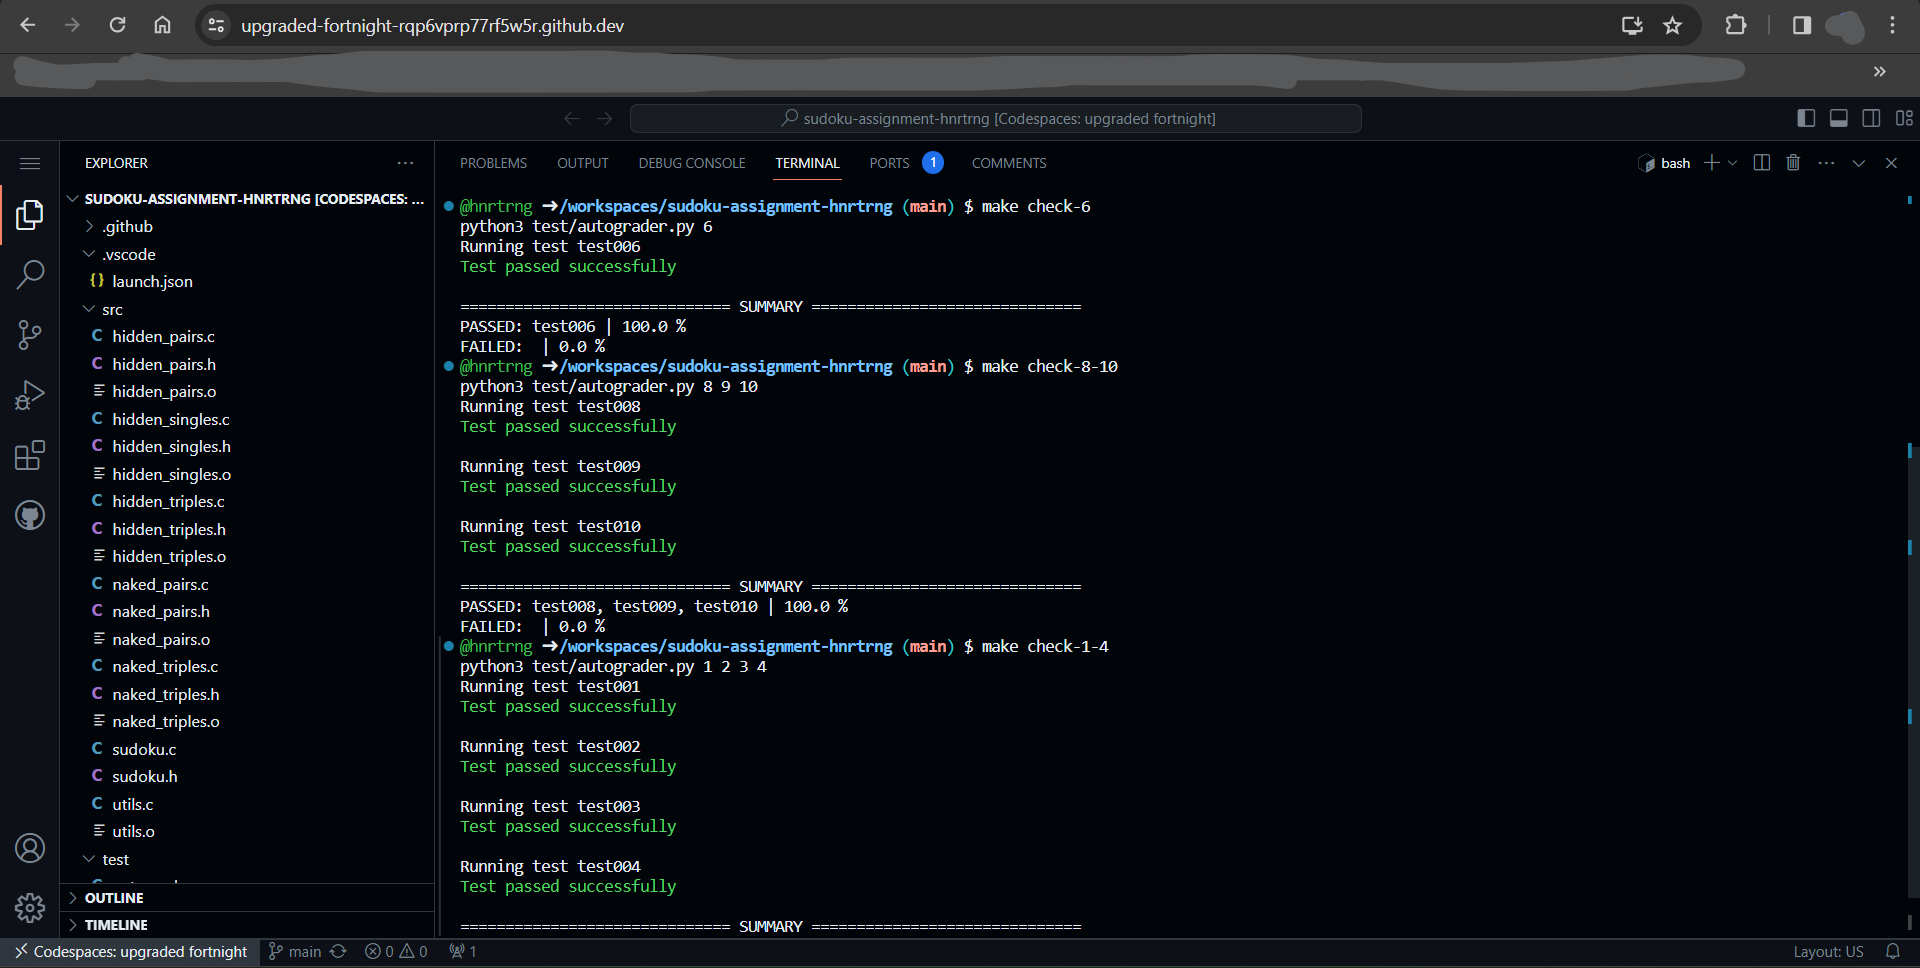 upgraded-fortnight-rqp6vprp77rf5w5r.github.dev
sudoku-assignment-hnrtrng [Codespaces: upgraded fortnight]
EXPLORER
SUDOKU-ASSIGNMENT-HNRTRNG [CODESPACES: ...
.github
.vscode
{} launch.json
src
C hidden_pairs.c
C hidden_pairs.h
hidden_pairs.o
C hidden_singles.c
C hidden_singles.h
hidden_singles.o
C hidden_triples.c
C hidden_triples.h
hidden_triples.o
C naked_pairs.c
C naked_pairs.h
naked_pairs.o
C naked_triples.c
C naked_triples.h
naked_triples.o
C sudoku.c
C sudoku.h
C utils.c
utils.o
test
OUTLINE
TIMELINE
PROBLEMS OUTPUT DEBUG CONSOLE TERMINAL PORTS 1 COMMENTS
bash
@hnrtrng ➜/workspaces/sudoku-assignment-hnrtrng (main) $ make check-6
python3 test/autograder.py 6
Running test test006
Test passed successfully
============================== SUMMARY ==============================
PASSED: test006 | 100.0 %
FAILED:  | 0.0 %
@hnrtrng ➜/workspaces/sudoku-assignment-hnrtrng (main) $ make check-8-10
python3 test/autograder.py 8 9 10
Running test test008
Test passed successfully
Running test test009
Test passed successfully
Running test test010
Test passed successfully
============================== SUMMARY ==============================
PASSED: test008, test009, test010 | 100.0 %
FAILED:  | 0.0 %
@hnrtrng ➜/workspaces/sudoku-assignment-hnrtrng (main) $ make check-1-4
python3 test/autograder.py 1 2 3 4
Running test test001
Test passed successfully
Running test test002
Test passed successfully
Running test test003
Test passed successfully
Running test test004
Test passed successfully
============================== SUMMARY ==============================
Codespaces: upgraded fortnight main 0 0 1 Layout: US